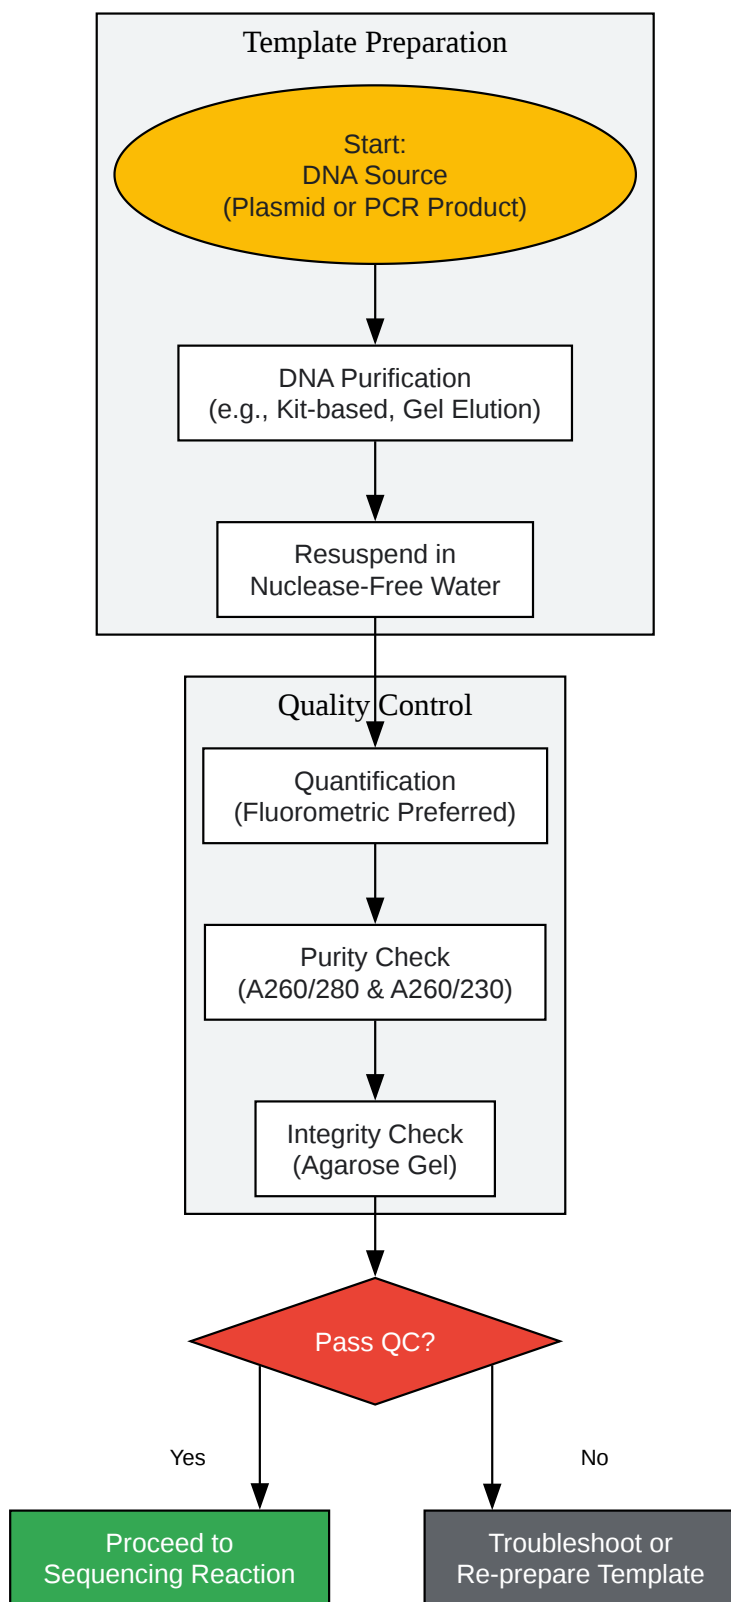 Template Preparation
Start:
DNA Source
(Plasmid or PCR Product)
DNA Purification
(e.g., Kit-based, Gel Elution)
Resuspend in
Nuclease-Free Water
Quality Control
Quantification
(Fluorometric Preferred)
Purity Check
(A260/280 & A260/230)
Integrity Check
(Agarose Gel)
Pass QC?
Yes
No
Proceed to
Sequencing Reaction
Troubleshoot or
Re-prepare Template